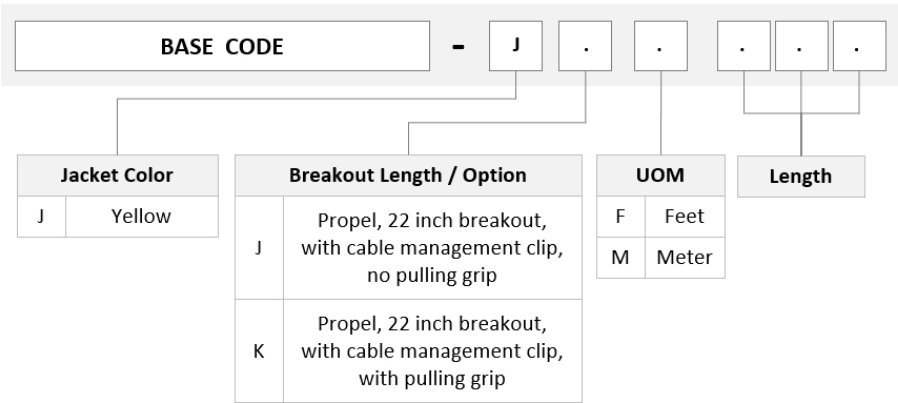 BASE CODE - J . . . . .
Jacket Color
J Yellow
Breakout Length / Option
J Propel, 22 inch breakout,
with cable management clip,
no pulling grip
K Propel, 22 inch breakout,
with cable management clip,
with pulling grip
UOM
F Feet
M Meter
Length